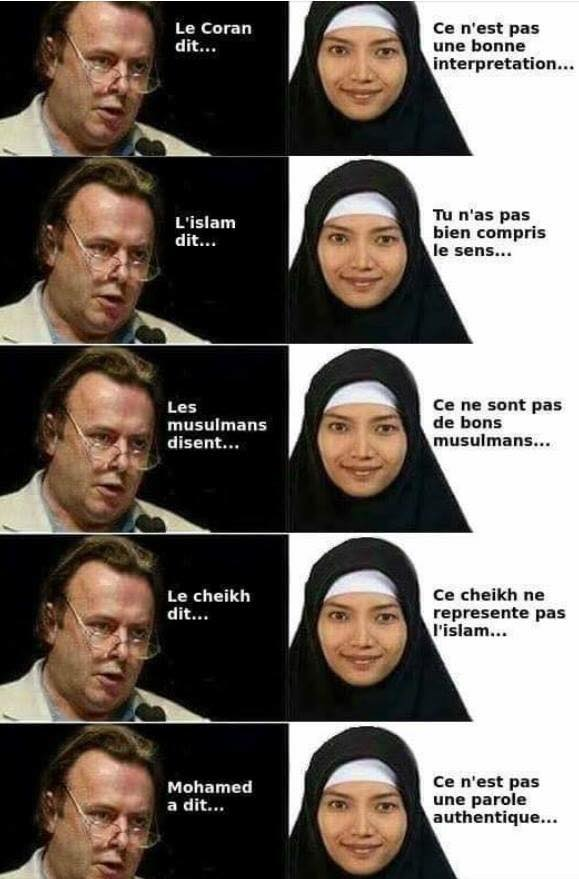 Le Coran
dit...
Ce n'est pas
une bonne
interpretation...
L'islam
dit...
Tu n'as pas
bien compris
le sens...
Les
musulmans
disent...
Ce ne sont pas
de bons
musulmans...
Le cheikh
dit...
Ce cheikh ne
represente pas
l'islam...
Mohamed
a dit...
Ce n'est pas
une parole
authentique...